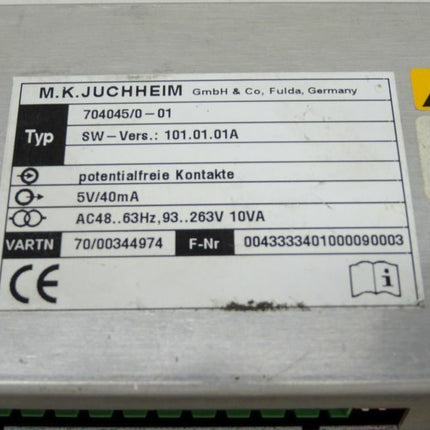 M.K.JUCHHEIM GmbH & Co, Fulda, Germany
Typ
704045/0-01
SW-Vers.: 101.01.01A
potentialfreie Kontakte
5V/40mA
AC48..63Hz,93..263V 10VA
VARTN 70/00344974 F-Nr 0043333401000090003
CE
i